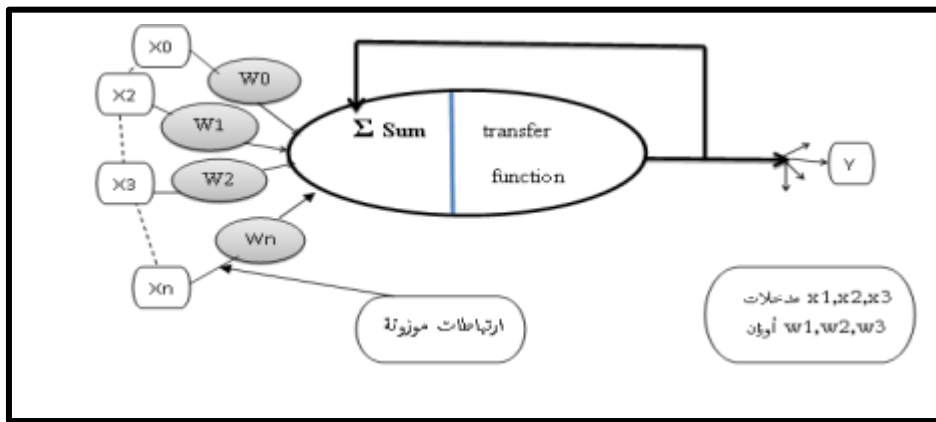 X0
W0
X2
W1
Σ Sum
transfer
function
X3
W2
Y
Wn
Xn
ارتباطات موزونة
x1,x2,x3 مدخلات
w1,w2,w3 أوزان